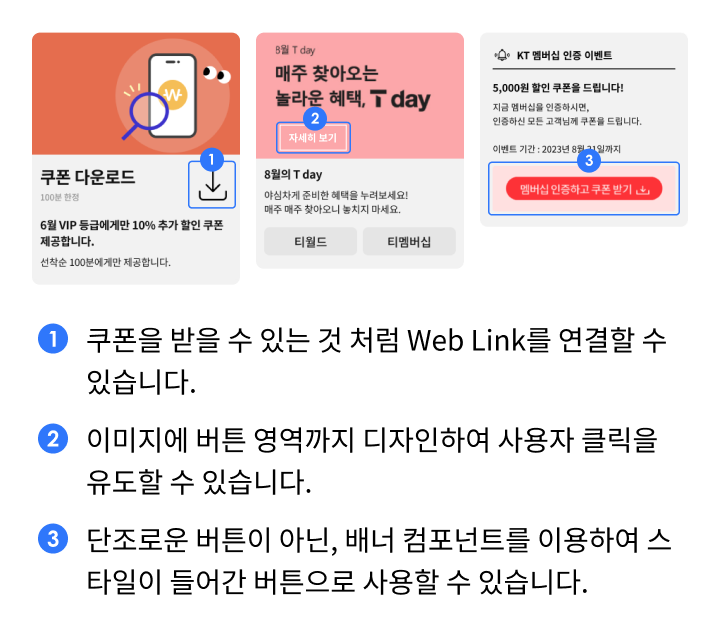 쿠폰 다운로드
100분 한정
6월 VIP 등급에게만 10% 추가 할인 쿠폰
제공합니다.
선착순 100분에게만 제공합니다.
1
8월 T day
매주 찾아오는
놀라운 혜택, T day
2
자세히 보기
8월의 T day
야심차게 준비한 혜택을 누려보세요!
매주 매주 찾아오니 놓치지 마세요.
티월드
티멤버십
KT 멤버십 인증 이벤트
5,000원 할인 쿠폰을 드립니다!
지금 멤버십을 인증하시면,
인증하신 모든 고객님께 쿠폰을 드립니다.
이벤트 기간 : 2023년 8월 31일까지
3
멤버십 인증하고 쿠폰 받기
1 쿠폰을 받을 수 있는 것 처럼 Web Link를 연결할 수
있습니다.
2 이미지에 버튼 영역까지 디자인하여 사용자 클릭을
유도할 수 있습니다.
3 단조로운 버튼이 아닌, 배너 컴포넌트를 이용하여 스
타일이 들어간 버튼으로 사용할 수 있습니다.